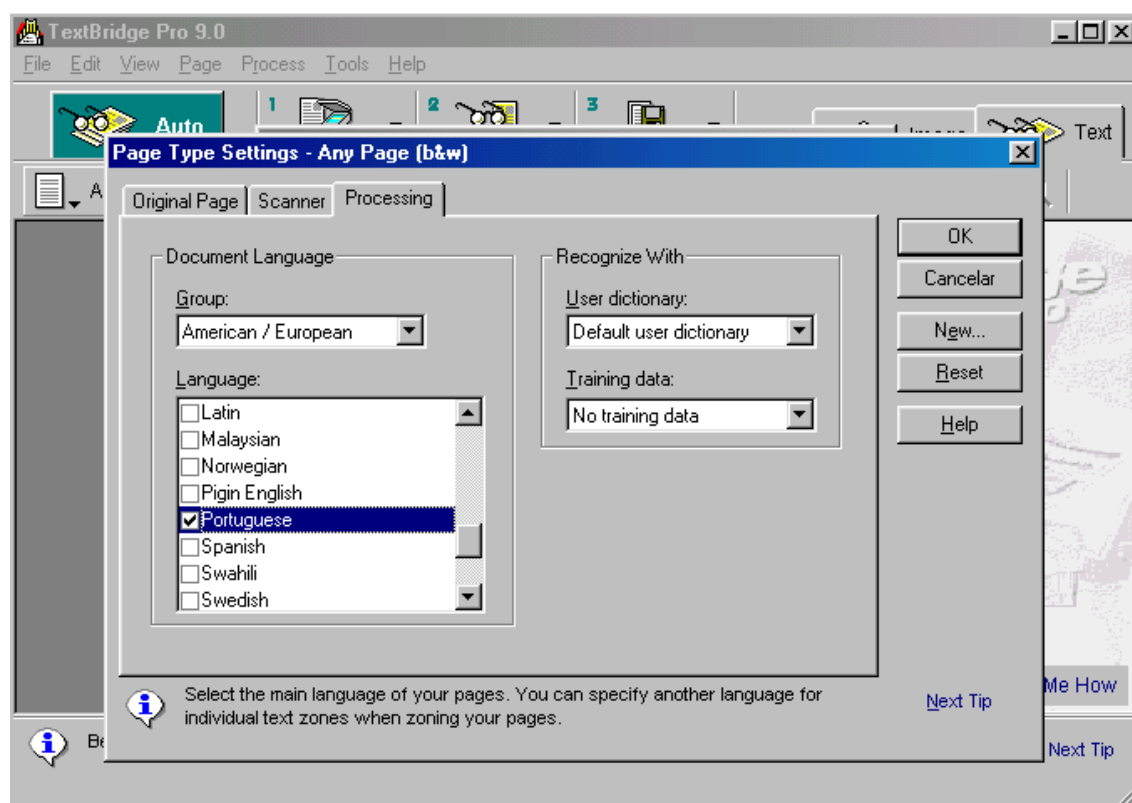 TextBridge Pro 9.0
File Edit View Page Process Tools Help
Auto 1 2 3 Image Text
Page Type Settings - Any Page (b&w)
A
Original Page Scanner Processing
Document Language
Group:
American / European
Language:
Latin
Malaysian
Norwegian
Pigin English
Portuguese
Spanish
Swahili
Swedish
Recognize With
User dictionary:
Default user dictionary
Training data:
No training data
OK
Cancelar
New...
Reset
Help
Select the main language of your pages. You can specify another language for
individual text zones when zoning your pages.
Next Tip
Me How
Be
Next Tip